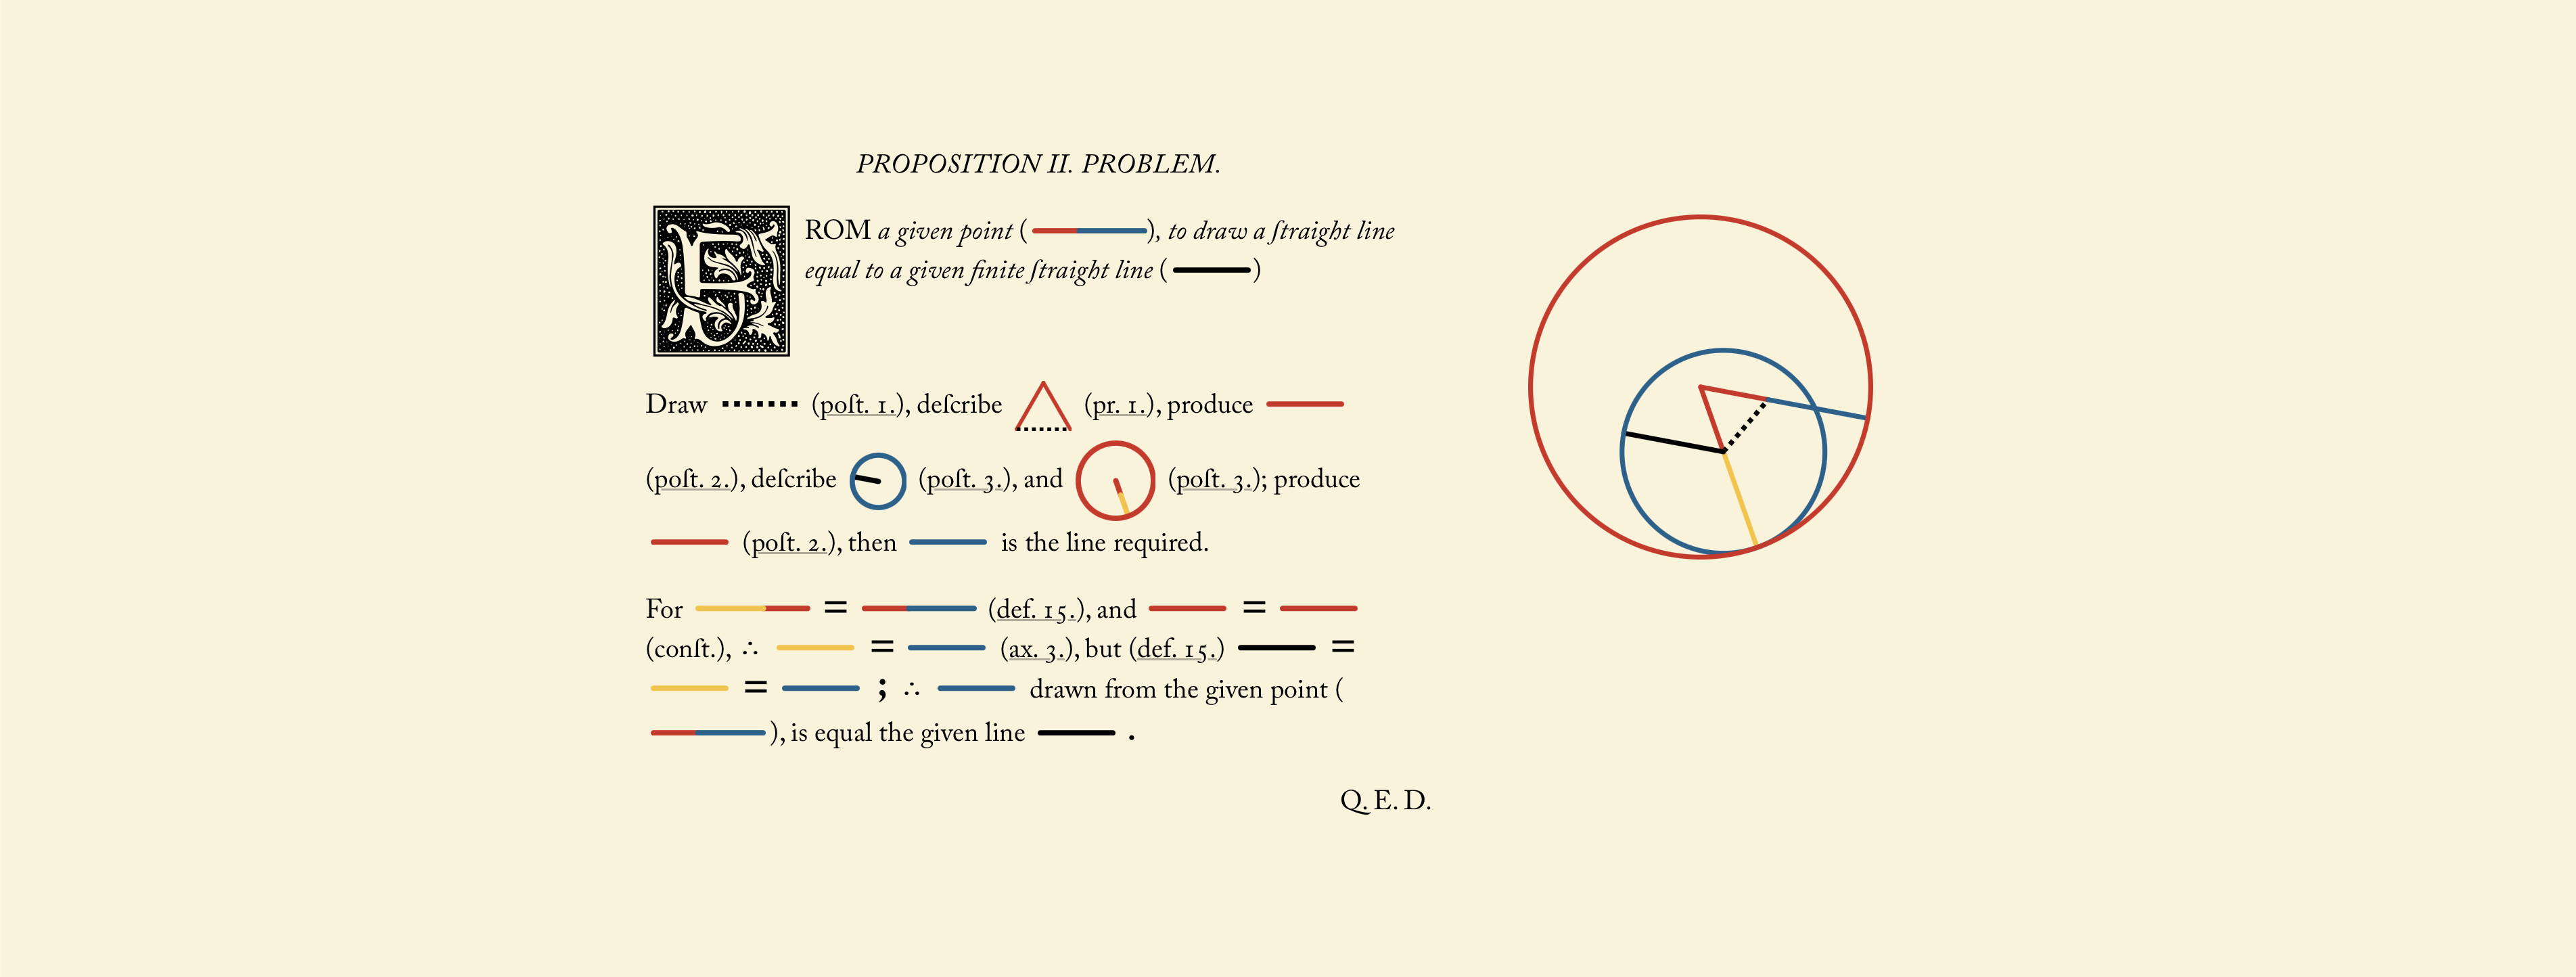 PROPOSITION II. PROBLEM.
FROM a given point ( ), to draw a ſtraight line
equal to a given finite ſtraight line ( )
Draw (poſt. 1.), deſcribe (pr. 1.), produce
(poſt. 2.), deſcribe (poſt. 3.), and (poſt. 3.); produce
(poſt. 2.), then is the line required.
For = (def. 15.), and =
(conſt.), ∴ = (ax. 3.), but (def. 15.) =
= ; ∴ drawn from the given point (
), is equal the given line .
Q. E. D.